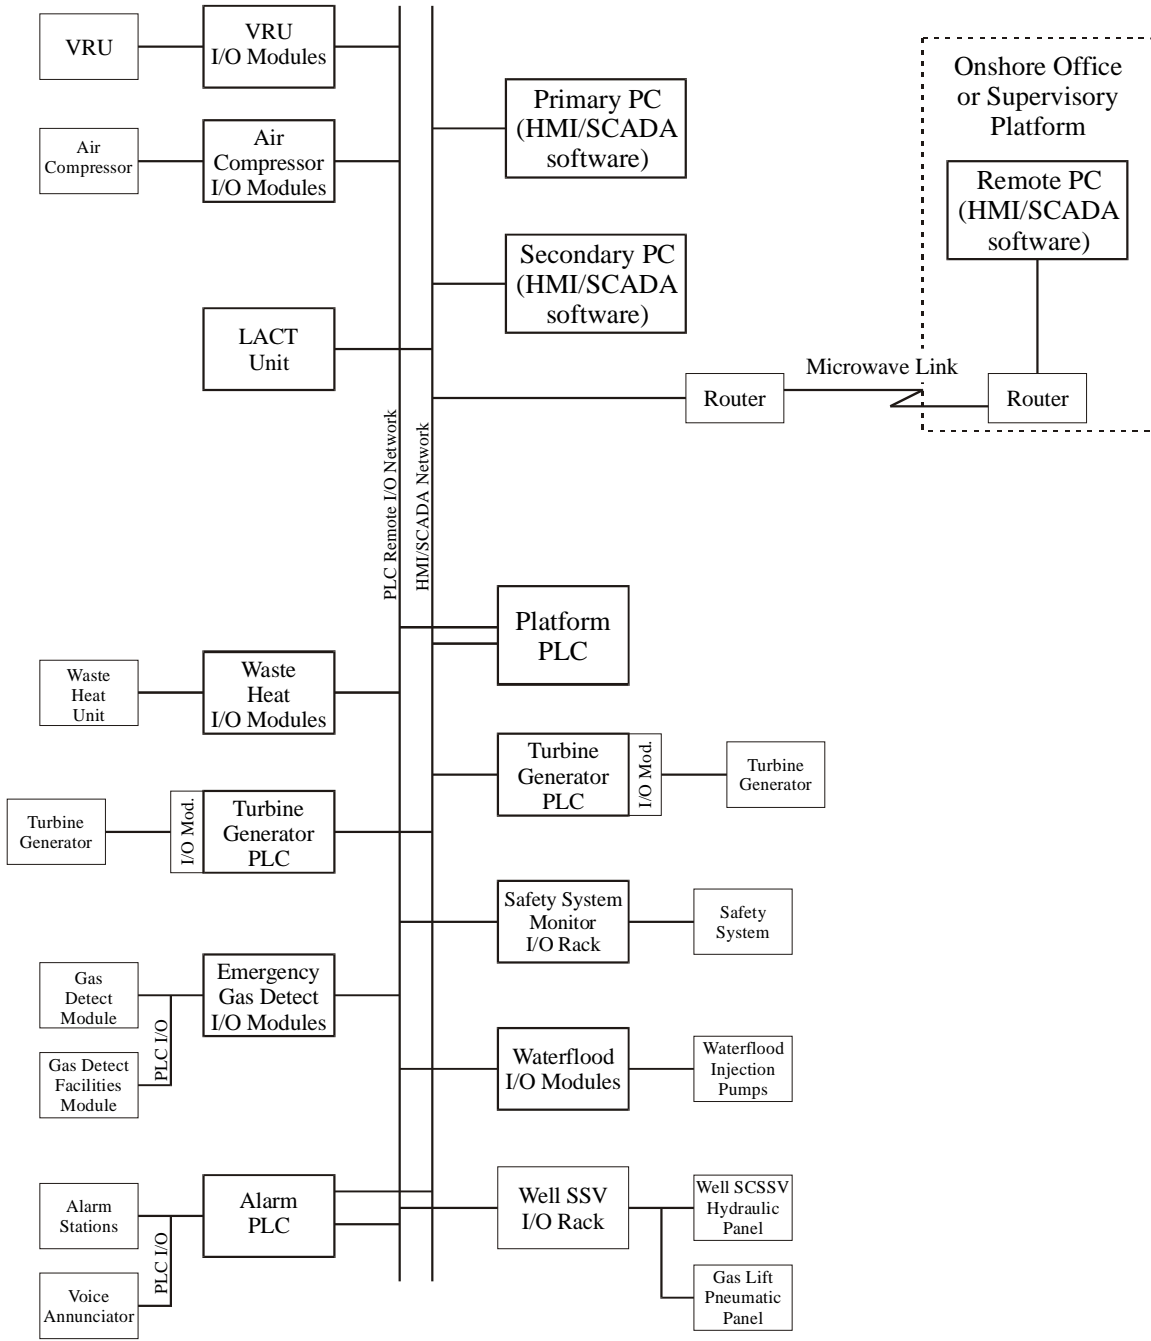 VRU
VRU
I/O Modules
Air
Compressor
Air
Compressor
I/O Modules
Primary PC
(HMI/SCADA
software)
Onshore Office
or Supervisory
Platform
Remote PC
(HMI/SCADA
software)
Secondary PC
(HMI/SCADA
software)
LACT
Unit
Microwave Link
Router
Router
PLC Remote I/O Network
HMI/SCADA Network
Platform
PLC
Waste
Heat
Unit
Waste
Heat
I/O Modules
Turbine
Generator
PLC
I/O Mod.
Turbine
Generator
Turbine
Generator
I/O Mod.
Turbine
Generator
PLC
Safety System
Monitor
I/O Rack
Safety
System
Gas
Detect
Module
Emergency
Gas Detect
I/O Modules
PLC I/O
Gas Detect
Facilities
Module
Waterflood
I/O Modules
Waterflood
Injection
Pumps
Alarm
Stations
Alarm
PLC
PLC I/O
Voice
Annunciator
Well SSV
I/O Rack
Well SCSSV
Hydraulic
Panel
Gas Lift
Pneumatic
Panel